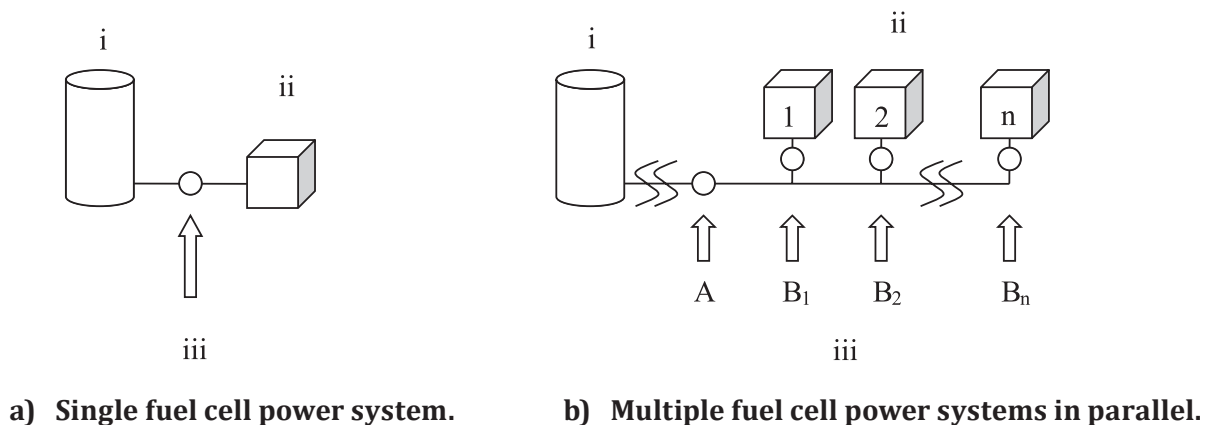 i
ii
iii
a) Single fuel cell power system.
i
ii
1 2 n
A B₁ B₂ Bₙ
iii
b) Multiple fuel cell power systems in parallel.